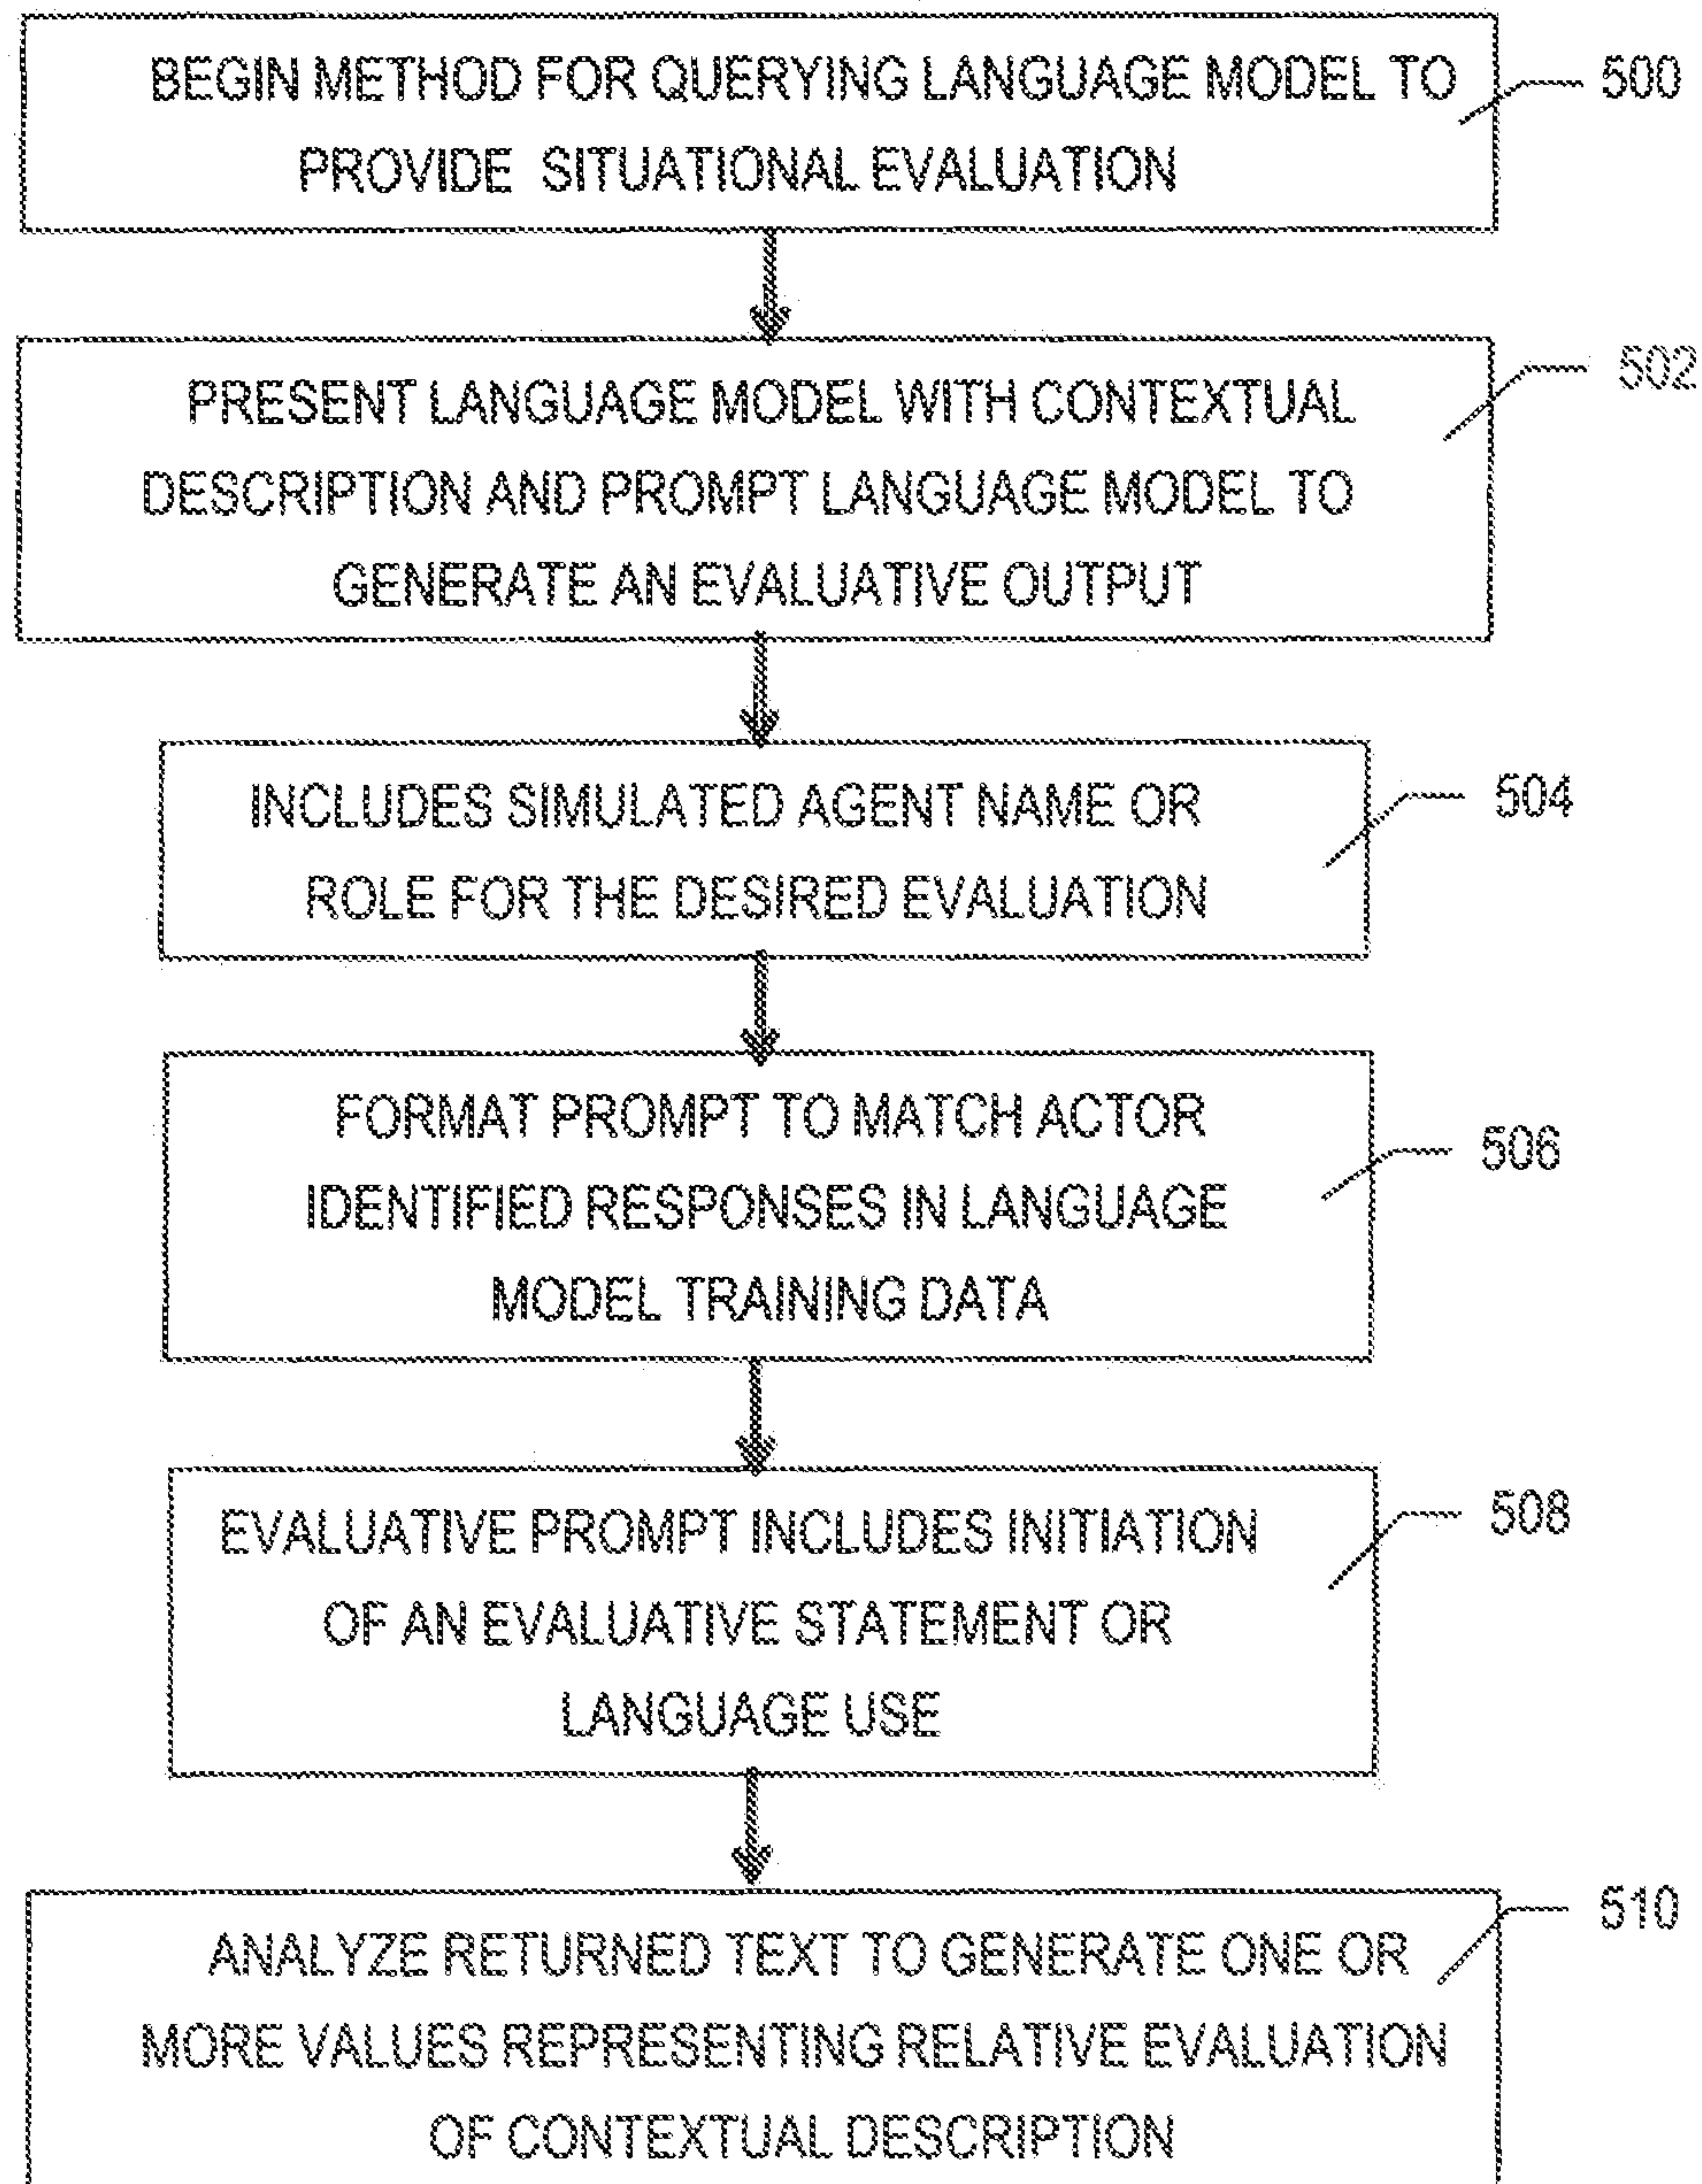 BEGIN METHOD FOR QUERYING LANGUAGE MODEL TO
PROVIDE SITUATIONAL EVALUATION
500
PRESENT LANGUAGE MODEL WITH CONTEXTUAL
DESCRIPTION AND PROMPT LANGUAGE MODEL TO
GENERATE AN EVALUATIVE OUTPUT
502
INCLUDES SIMULATED AGENT NAME OR
ROLE FOR THE DESIRED EVALUATION
504
FORMAT PROMPT TO MATCH ACTOR
IDENTIFIED RESPONSES IN LANGUAGE
MODEL TRAINING DATA
506
EVALUATIVE PROMPT INCLUDES INITIATION
OF AN EVALUATIVE STATEMENT OR
LANGUAGE USE
508
ANALYZE RETURNED TEXT TO GENERATE ONE OR
MORE VALUES REPRESENTING RELATIVE EVALUATION
OF CONTEXTUAL DESCRIPTION
510